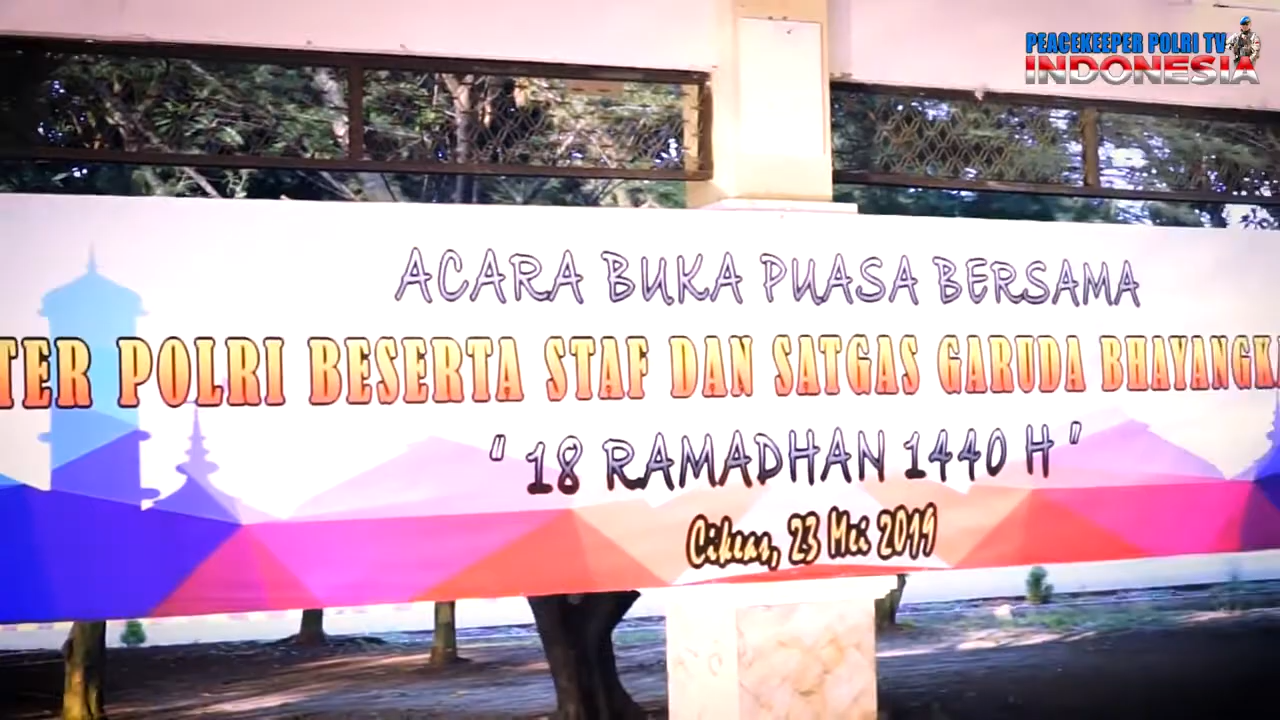 PEACEKEEPER POLRI TV
INDONESIA
ACARA BUKA PUASA BERSAMA
POLRI BESERTA STAF DAN SATGAS GARUDA
" 18 RAMADHAN 1440 H "
Cikeas, 23 Mei 2019